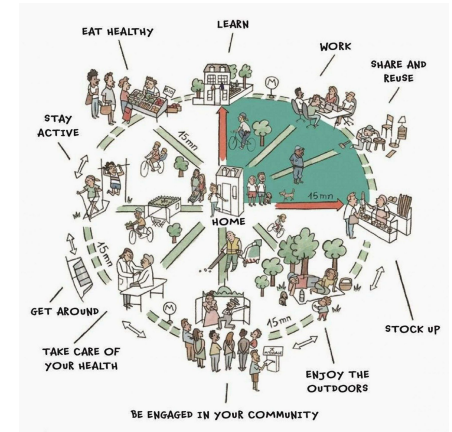 LEARN
EAT HEALTHY
WORK
SHARE AND
REUSE
STAY
ACTIVE
M
15mn
15mn
HOME
15mn
GET AROUND
M
15mn
STOCK UP
TAKE CARE OF
YOUR HEALTH
ENJOY THE
OUTDOORS
BE ENGAGED IN YOUR COMMUNITY